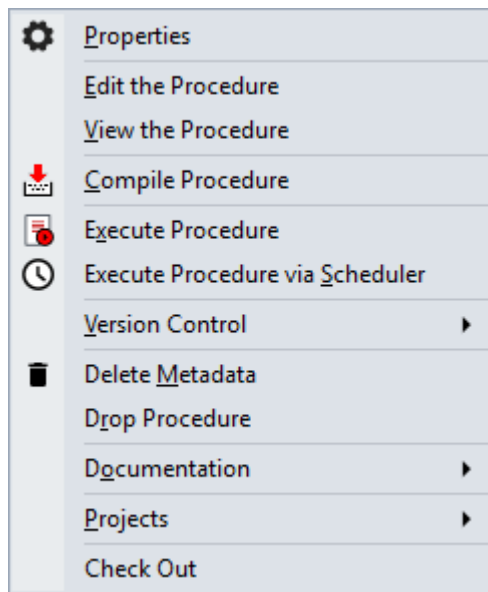 Properties
Edit the Procedure
View the Procedure
Compile Procedure
Execute Procedure
Execute Procedure via Scheduler
Version Control
Delete Metadata
Drop Procedure
Documentation
Projects
Check Out